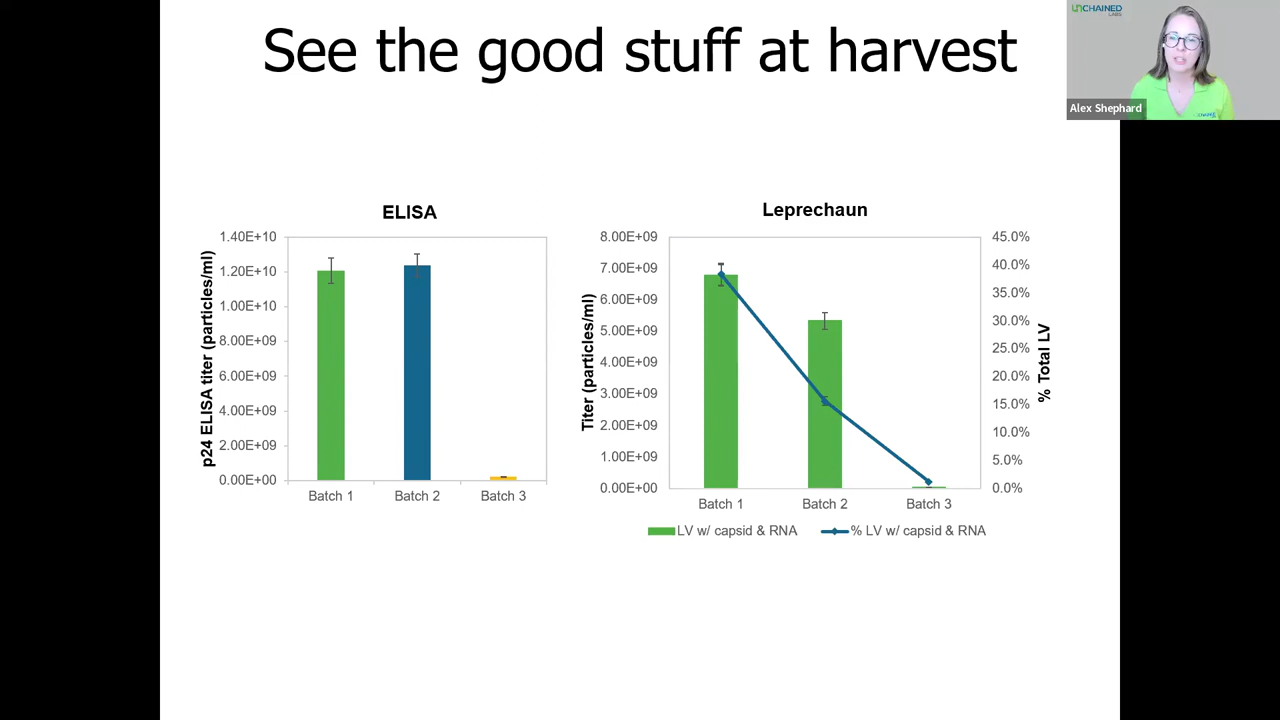 See the good stuff at harvest
UNCHAINED
LABS
Alex Shephard
ELISA
p24 ELISA titer (particles/ml)
1.40E+10
1.20E+10
1.00E+10
8.00E+09
6.00E+09
4.00E+09
2.00E+09
0.00E+00
Batch 1 Batch 2 Batch 3
Leprechaun
Titer (particles/ml)
8.00E+09
7.00E+09
6.00E+09
5.00E+09
4.00E+09
3.00E+09
2.00E+09
1.00E+09
0.00E+00
45.0%
40.0%
35.0%
30.0%
25.0%
20.0%
15.0%
10.0%
5.0%
0.0%
% Total LV
Batch 1 Batch 2 Batch 3
LV w/ capsid & RNA % LV w/ capsid & RNA